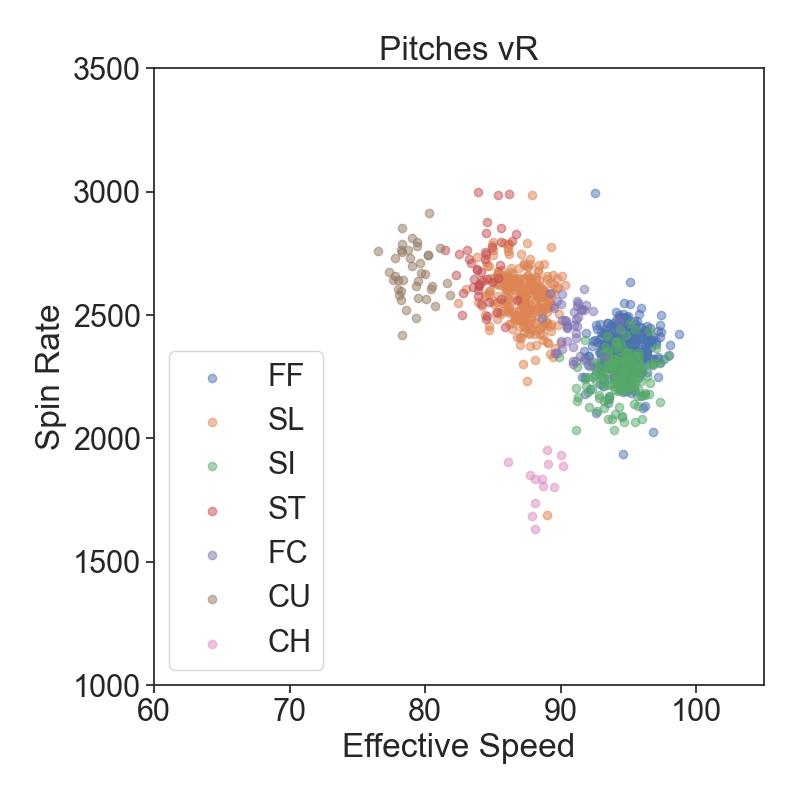 Pitches vR
3500
3000
2500
2000
1500
1000
Spin Rate
FF
SL
SI
ST
FC
CU
CH
60 70 80 90 100
Effective Speed